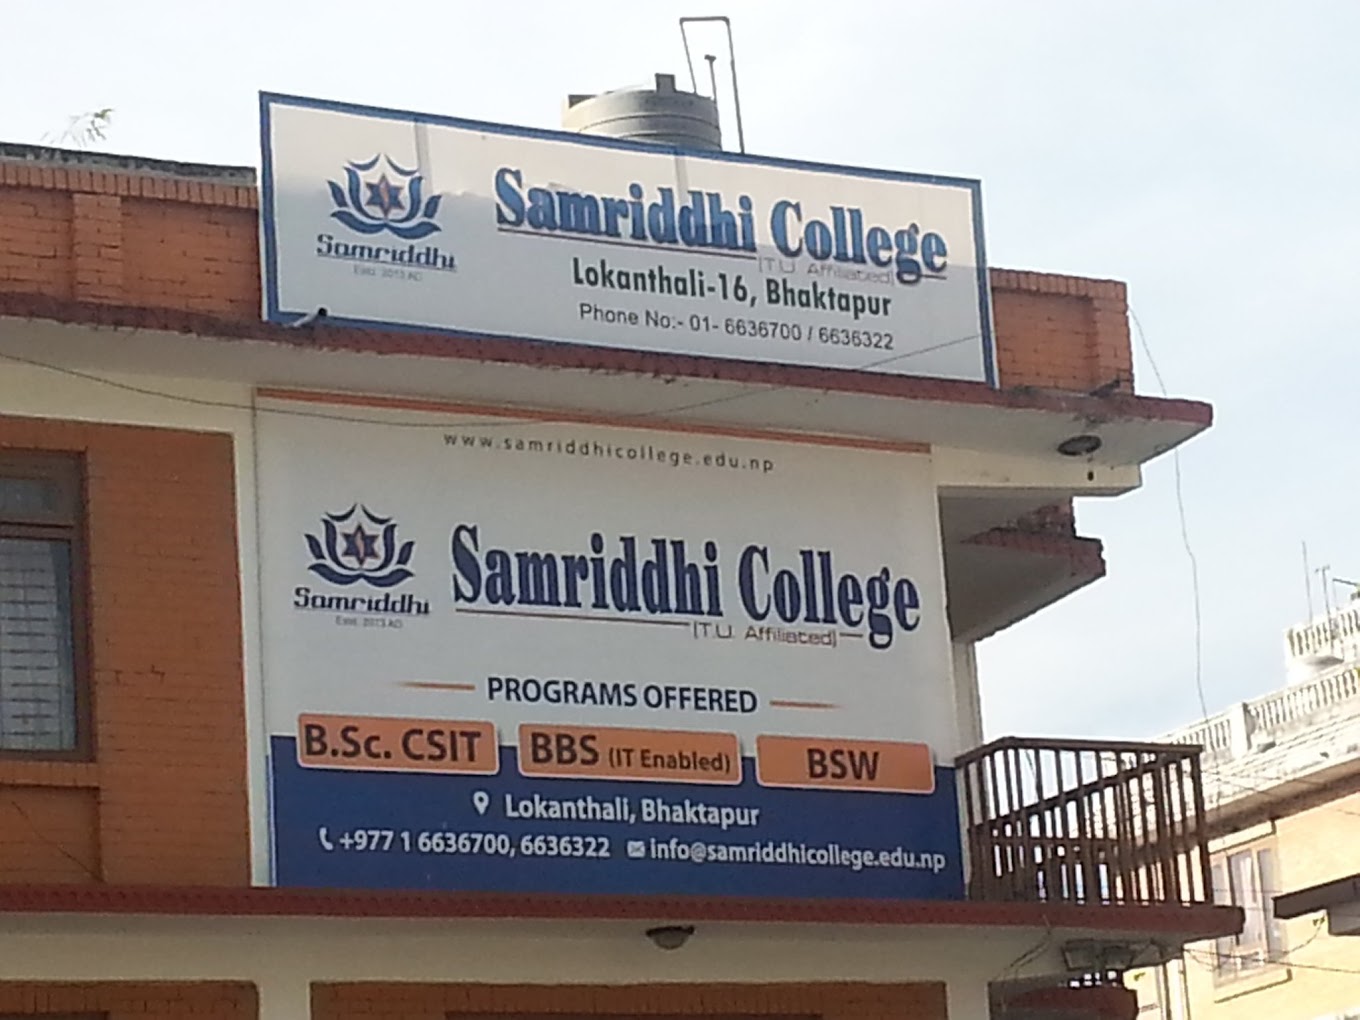 Samriddhi
Estd. 2013 AD
Samriddhi College
(T.U. Affiliated)
Lokanthali-16, Bhaktapur
Phone No:- 01- 6636700 / 6636322
www.samriddhicollege.edu.np
Samriddhi
Estd. 2013 AD
Samriddhi College
(T.U. Affiliated)
PROGRAMS OFFERED
B.Sc. CSIT
BBS (IT Enabled)
BSW
Lokanthali, Bhaktapur
+977 1 6636700, 6636322 info@samriddhicollege.edu.np